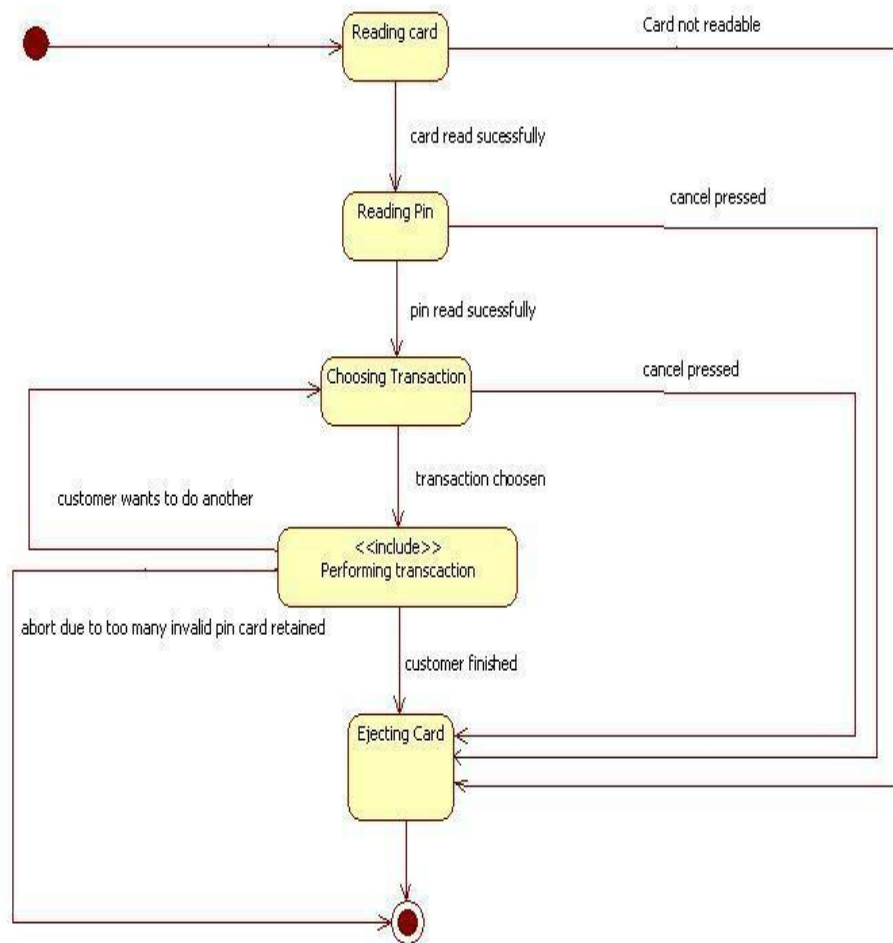 Reading card
Card not readable
card read sucessfully
Reading Pin
cancel pressed
pin read sucessfully
Choosing Transaction
cancel pressed
transaction choosen
customer wants to do another
<<include>>
Performing transcaction
abort due to too many invalid pin card retained
customer finished
Ejecting Card